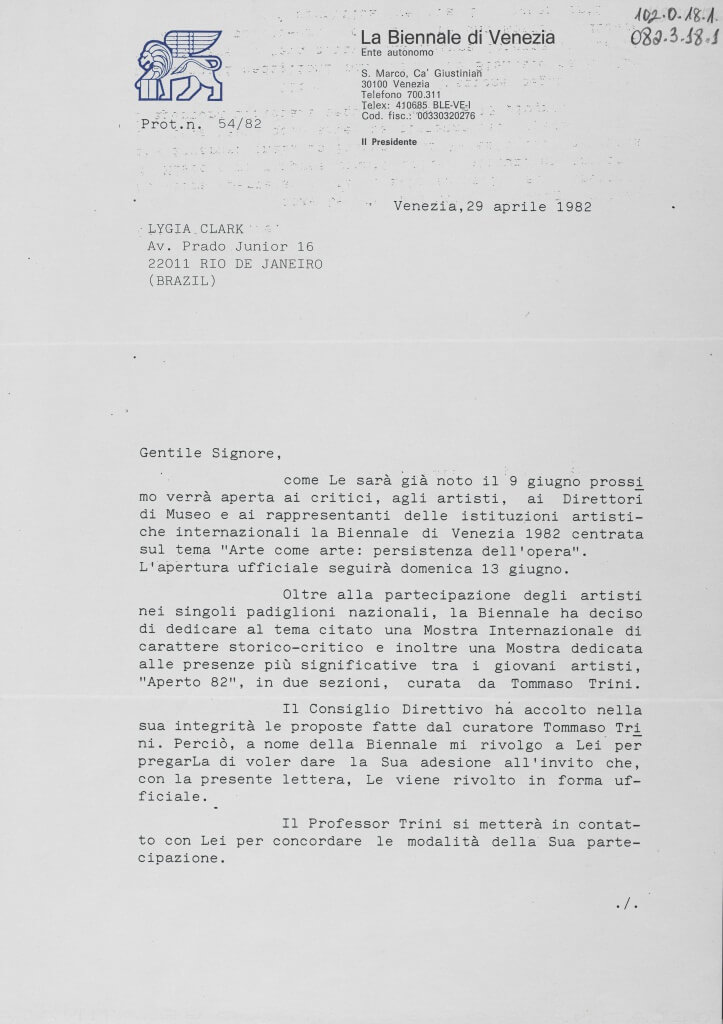 102.0.18.1.
082.3.18.1
La Biennale di Venezia
Ente autonomo
S. Marco, Ca' Giustinian
30100 Venezia
Telefono 700.311
Telex: 410685 BLE-VE-I
Cod. fisc.: 00330320276
Prot.n. 54/82
Il Presidente
Venezia,29 aprile 1982
LYGIA CLARK
Av. Prado Junior 16
22011 RIO DE JANEIRO
(BRAZIL)
Gentile Signore,
come Le sarà già noto il 9 giugno prossi
mo verrà aperta ai critici, agli artisti, ai Direttori
di Museo e ai rappresentanti delle istituzioni artisti-
che internazionali la Biennale di Venezia 1982 centrata
sul tema "Arte come arte: persistenza dell'opera".
L'apertura ufficiale seguirà domenica 13 giugno.
Oltre alla partecipazione degli artisti
nei singoli padiglioni nazionali, la Biennale ha deciso
di dedicare al tema citato una Mostra Internazionale di
carattere storico-critico e inoltre una Mostra dedicata
alle presenze più significative tra i giovani artisti,
"Aperto 82", in due sezioni, curata da Tommaso Trini.
Il Consiglio Direttivo ha accolto nella
sua integrità le proposte fatte dal curatore Tommaso Tri
ni. Perciò, a nome della Biennale mi rivolgo a Lei per
pregarLa di voler dare la Sua adesione all'invito che,
con la presente lettera, Le viene rivolto in forma uf-
ficiale.
Il Professor Trini si metterà in contat-
to con Lei per concordare le modalità della Sua parte-
cipazione.
./.